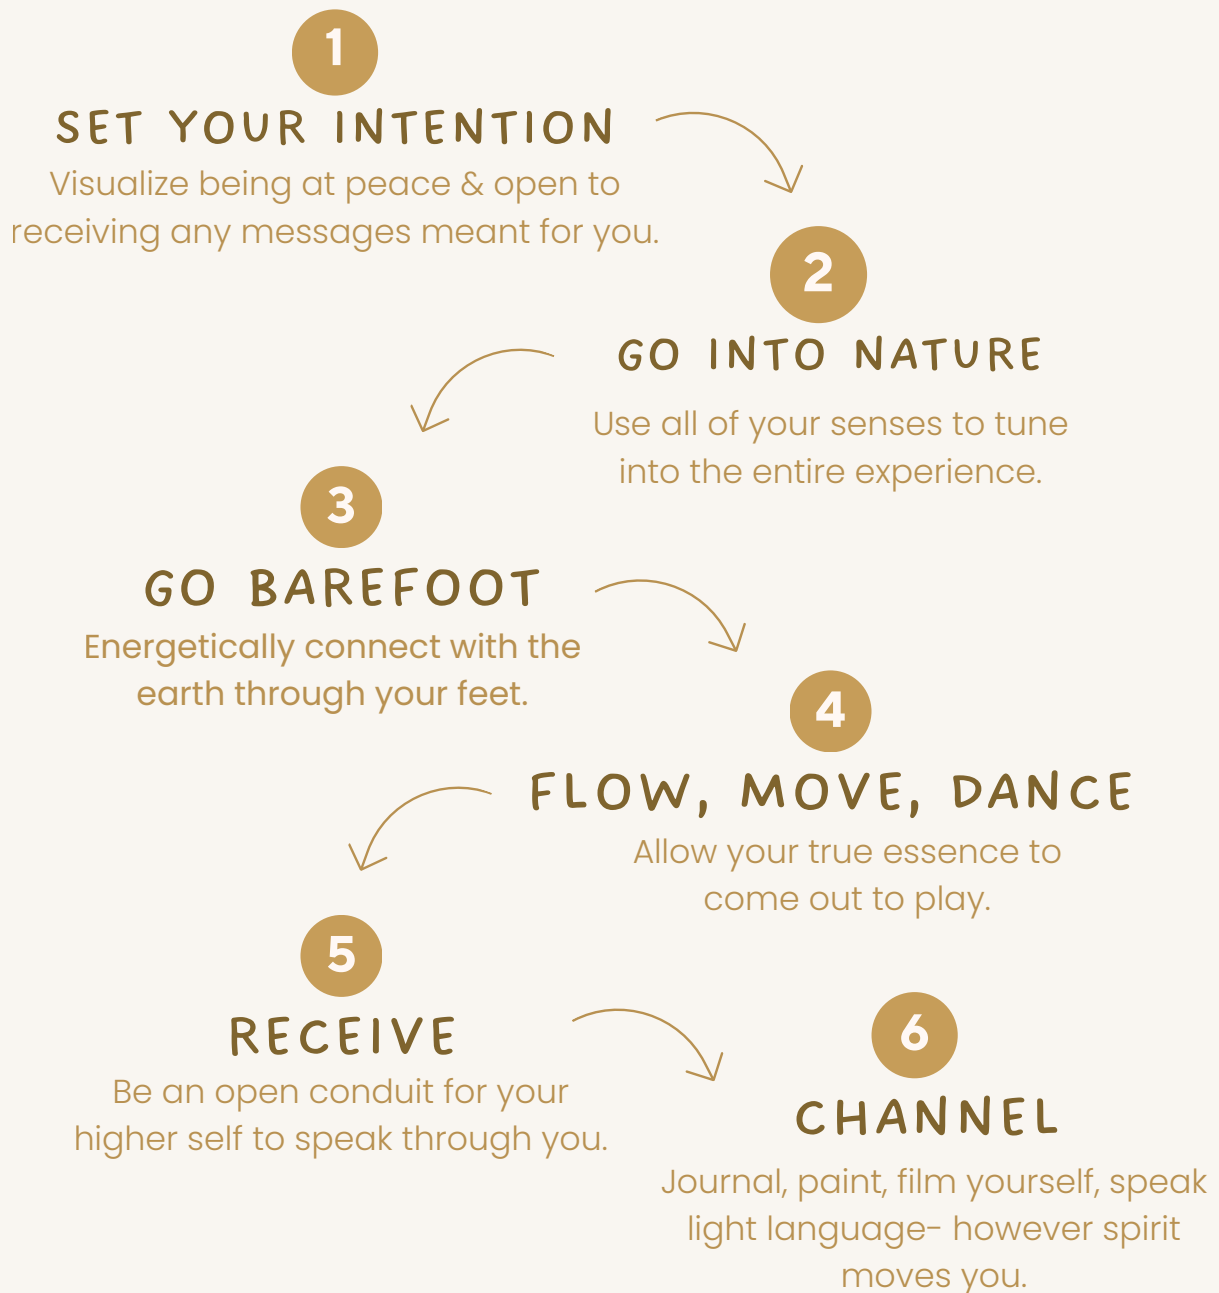 1
SET YOUR INTENTION
Visualize being at peace & open to
receiving any messages meant for you.
2
GO INTO NATURE
Use all of your senses to tune
into the entire experience.
3
GO BAREFOOT
Energetically connect with the
earth through your feet.
4
FLOW, MOVE, DANCE
Allow your true essence to
come out to play.
5
RECEIVE
Be an open conduit for your
higher self to speak through you.
6
CHANNEL
Journal, paint, film yourself, speak
light language- however spirit
moves you.